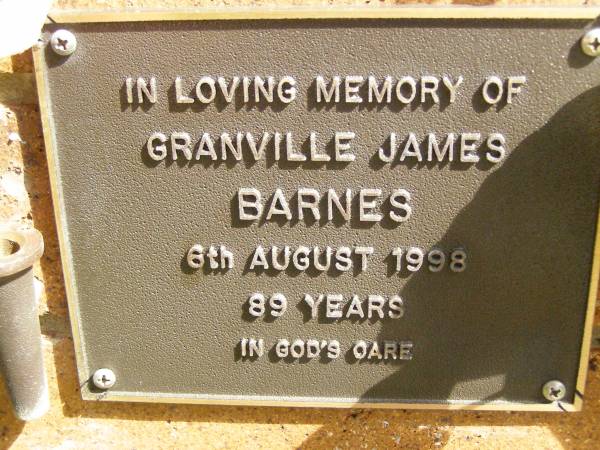 IN LOVING MEMORY OF
GRANVILLE JAMES
BARNES
6th AUGUST 1998
89 YEARS
IN GOD'S CARE